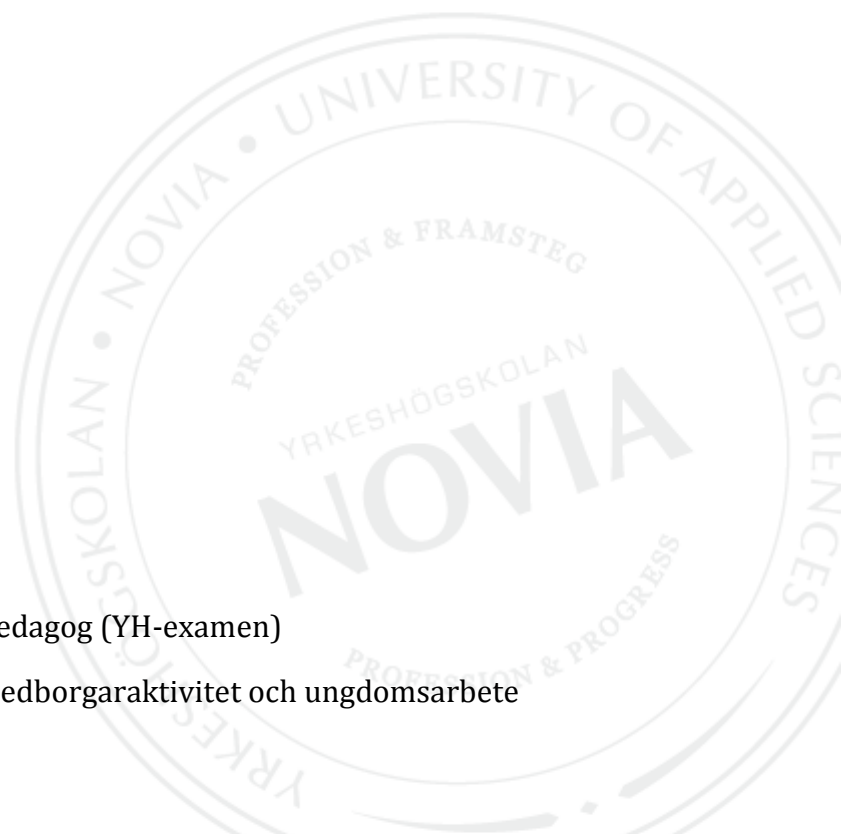 UNIVERSITY OF APPLIED SCIENCES
YRKESHÖGSKOLAN • NOVIA •
PROFESSION & FRAMSTEG
YRKESHÖGSKOLAN
NOVIA
PROFESSION & PROGRESS
edagog (YH-examen)
edborgaraktivitet och ungdomsarbete